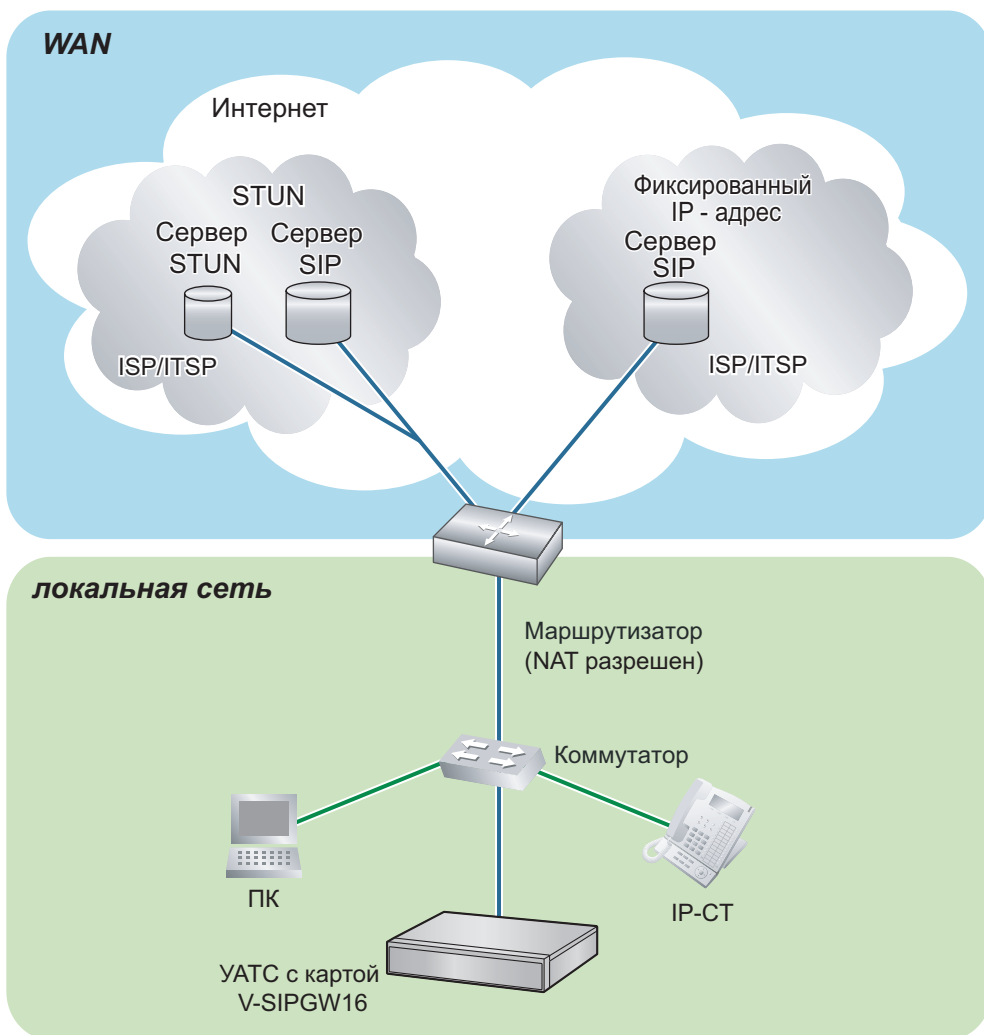 WAN
Интернет
STUN
Сервер
STUN
Сервер
SIP
ISP/ITSP
Фиксированный
IP - адрес
Сервер
SIP
ISP/ITSP
локальная сеть
Маршрутизатор
(NAT разрешен)
Коммутатор
ПК
IP-СТ
УАТС с картой
V-SIPGW16